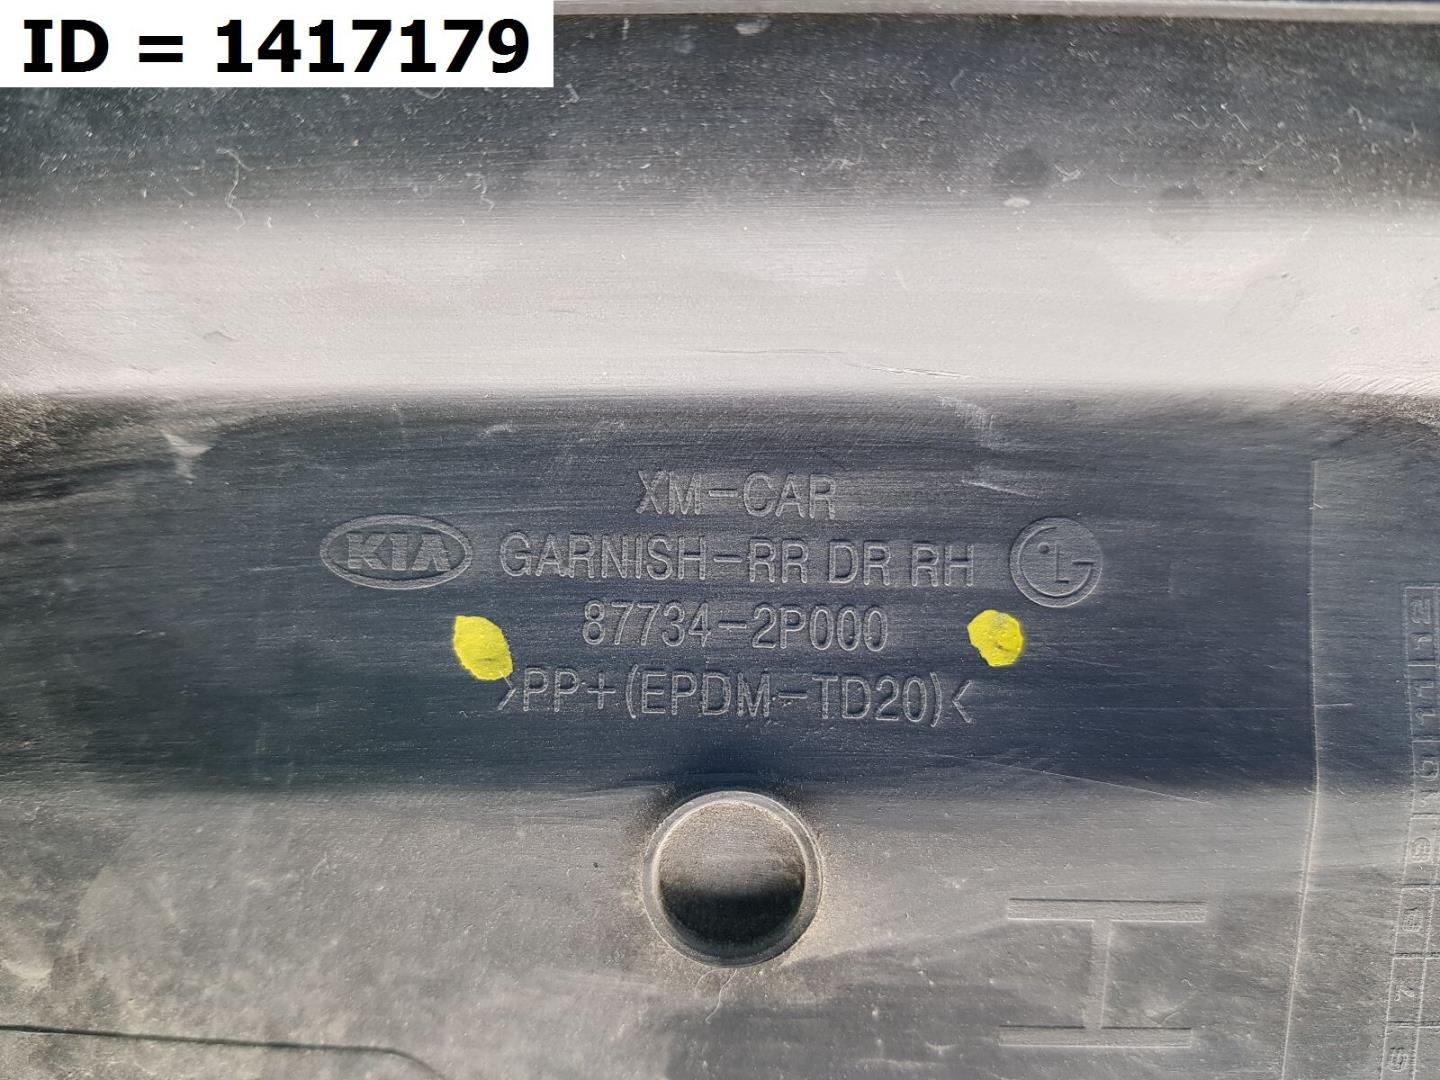 ID = 1417179
XM-CAR
KIA
GARNISH-RR DR RH
LG
87734-2P000
>PP+(EPDM-TD20)<
H